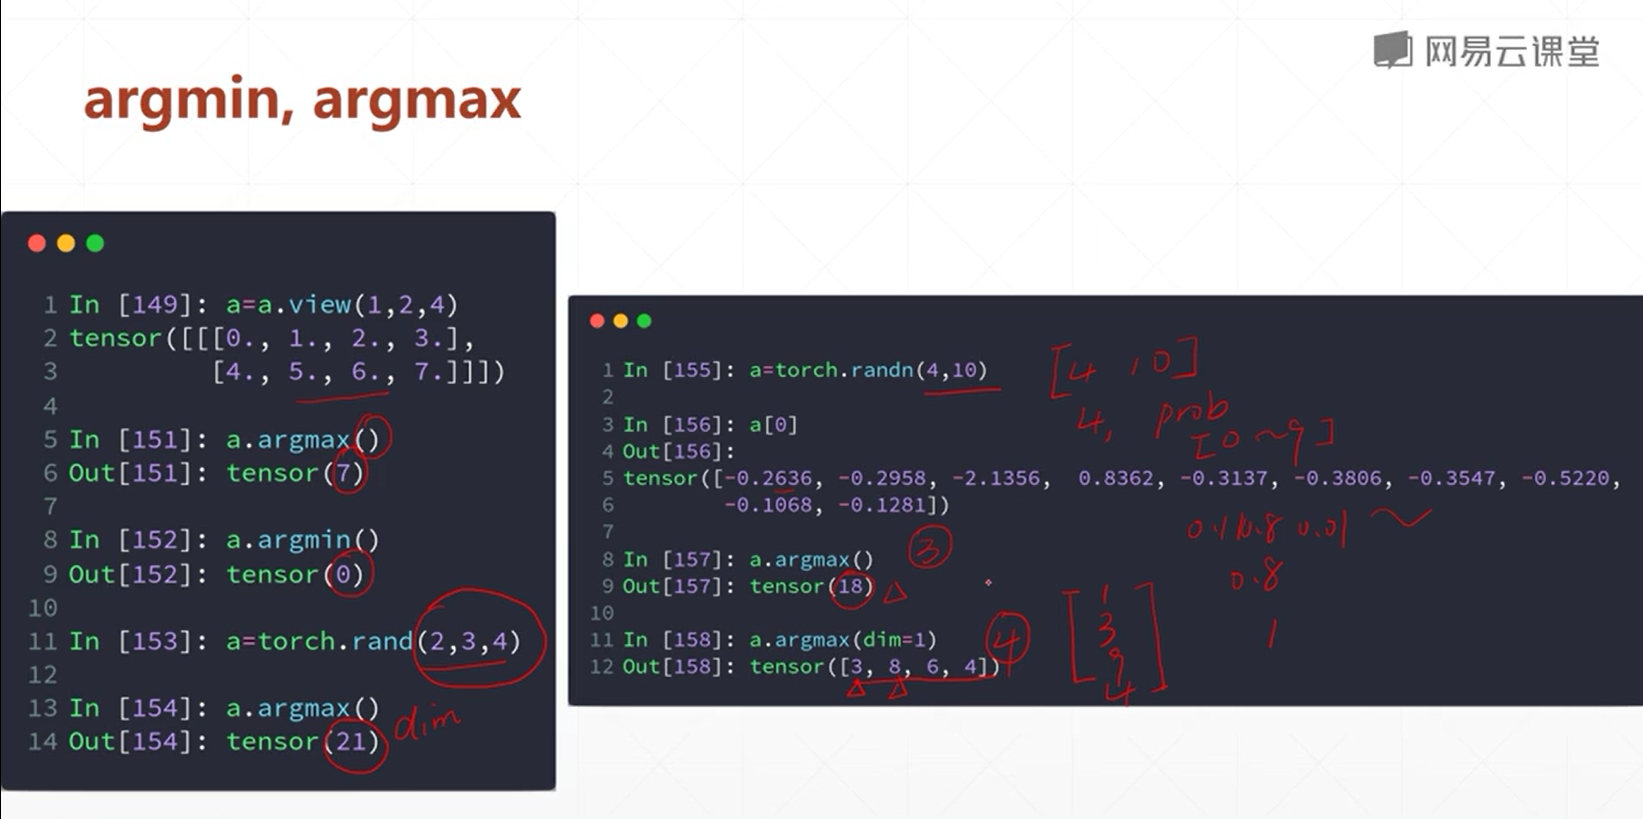 网易云课堂
argmin, argmax
1 In [149]: a=a.view(1,2,4)
2 tensor([[[0., 1., 2., 3.],
3 [4., 5., 6., 7.]]])
4
5 In [151]: a.argmax()
6 Out[151]: tensor(7)
7
8 In [152]: a.argmin()
9 Out[152]: tensor(0)
10
11 In [153]: a=torch.rand(2,3,4)
12
13 In [154]: a.argmax()
14 Out[154]: tensor(21)
dim
1 In [155]: a=torch.randn(4,10)
2
3 In [156]: a[0]
4 Out[156]:
5 tensor([-0.2636, -0.2958, -2.1356, 0.8362, -0.3137, -0.3806, -0.3547, -0.5220,
6 -0.1068, -0.1281])
7
8 In [157]: a.argmax()
9 Out[157]: tensor(18)
10
11 In [158]: a.argmax(dim=1)
12 Out[158]: tensor([3, 8, 6, 4])
[4, 10]
4, prob
[0~9]
0.1 0.8 0.01
0.8
1
3
4
1
3
9
4